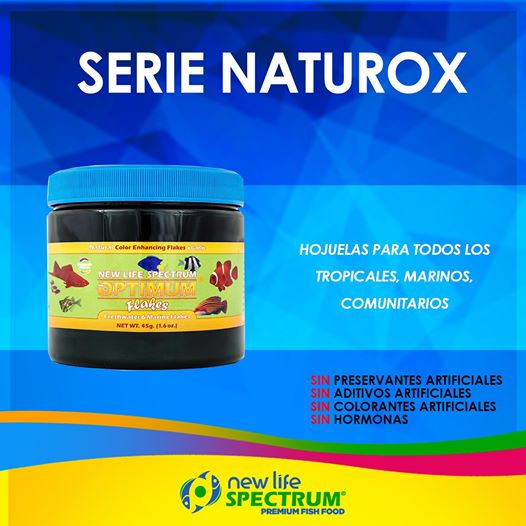 SERIE NATUROX
Natural Color Enhancing Flakes + Garlic
NEW LIFE SPECTRUM
OPTIMUM
Flakes
Freshwater & Marine Flakes
NET WT. 45g. (1.6 oz.)
HOJUELAS PARA TODOS LOS
TROPICALES, MARINOS,
COMUNITARIOS
SIN PRESERVANTES ARTIFICIALES
SIN ADITIVOS ARTIFICIALES
SIN COLORANTES ARTIFICIALES
SIN HORMONAS
new life
SPECTRUM®
PREMIUM FISH FOOD